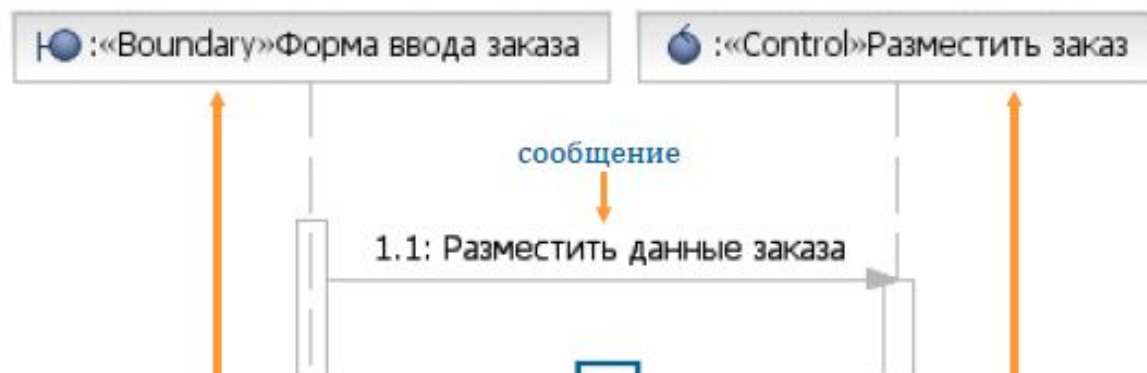 :«Boundary»Форма ввода заказа
:«Control»Разместить заказ
сообщение
1.1: Разместить данные заказа